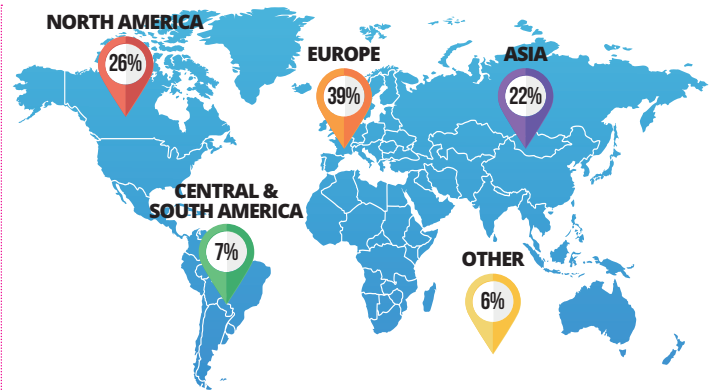 NORTH AMERICA
26%
EUROPE
39%
ASIA
22%
CENTRAL &
SOUTH AMERICA
7%
OTHER
6%